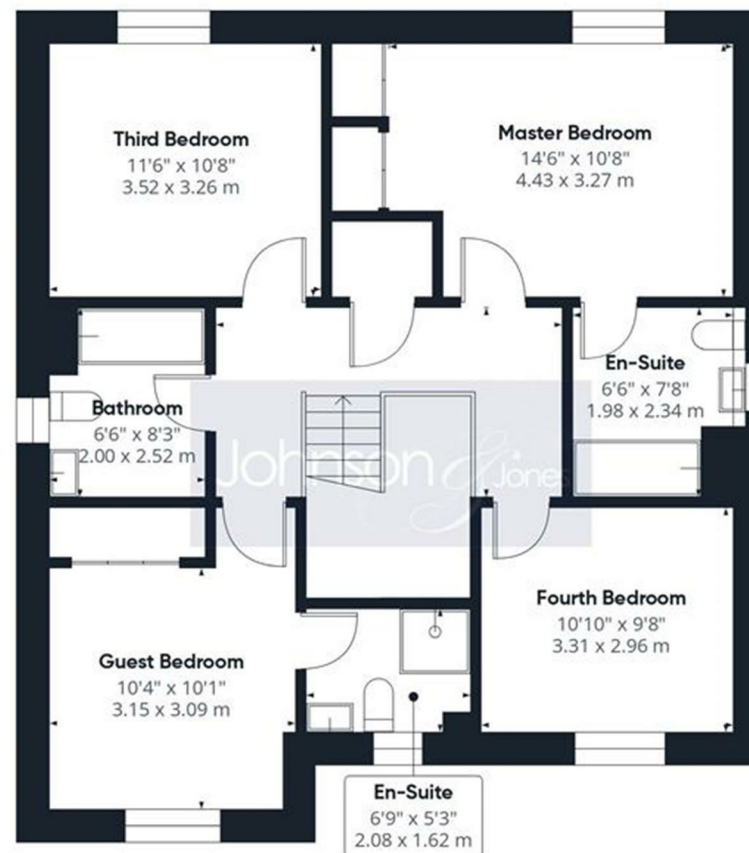 Third Bedroom
11'6" x 10'8"
3.52 x 3.26 m
Master Bedroom
14'6" x 10'8"
4.43 x 3.27 m
Bathroom
6'6" x 8'3"
2.00 x 2.52 m
En-Suite
6'6" x 7'8"
1.98 x 2.34 m
Johnson & Jones
Guest Bedroom
10'4" x 10'1"
3.15 x 3.09 m
Fourth Bedroom
10'10" x 9'8"
3.31 x 2.96 m
En-Suite
6'9" x 5'3"
2.08 x 1.62 m